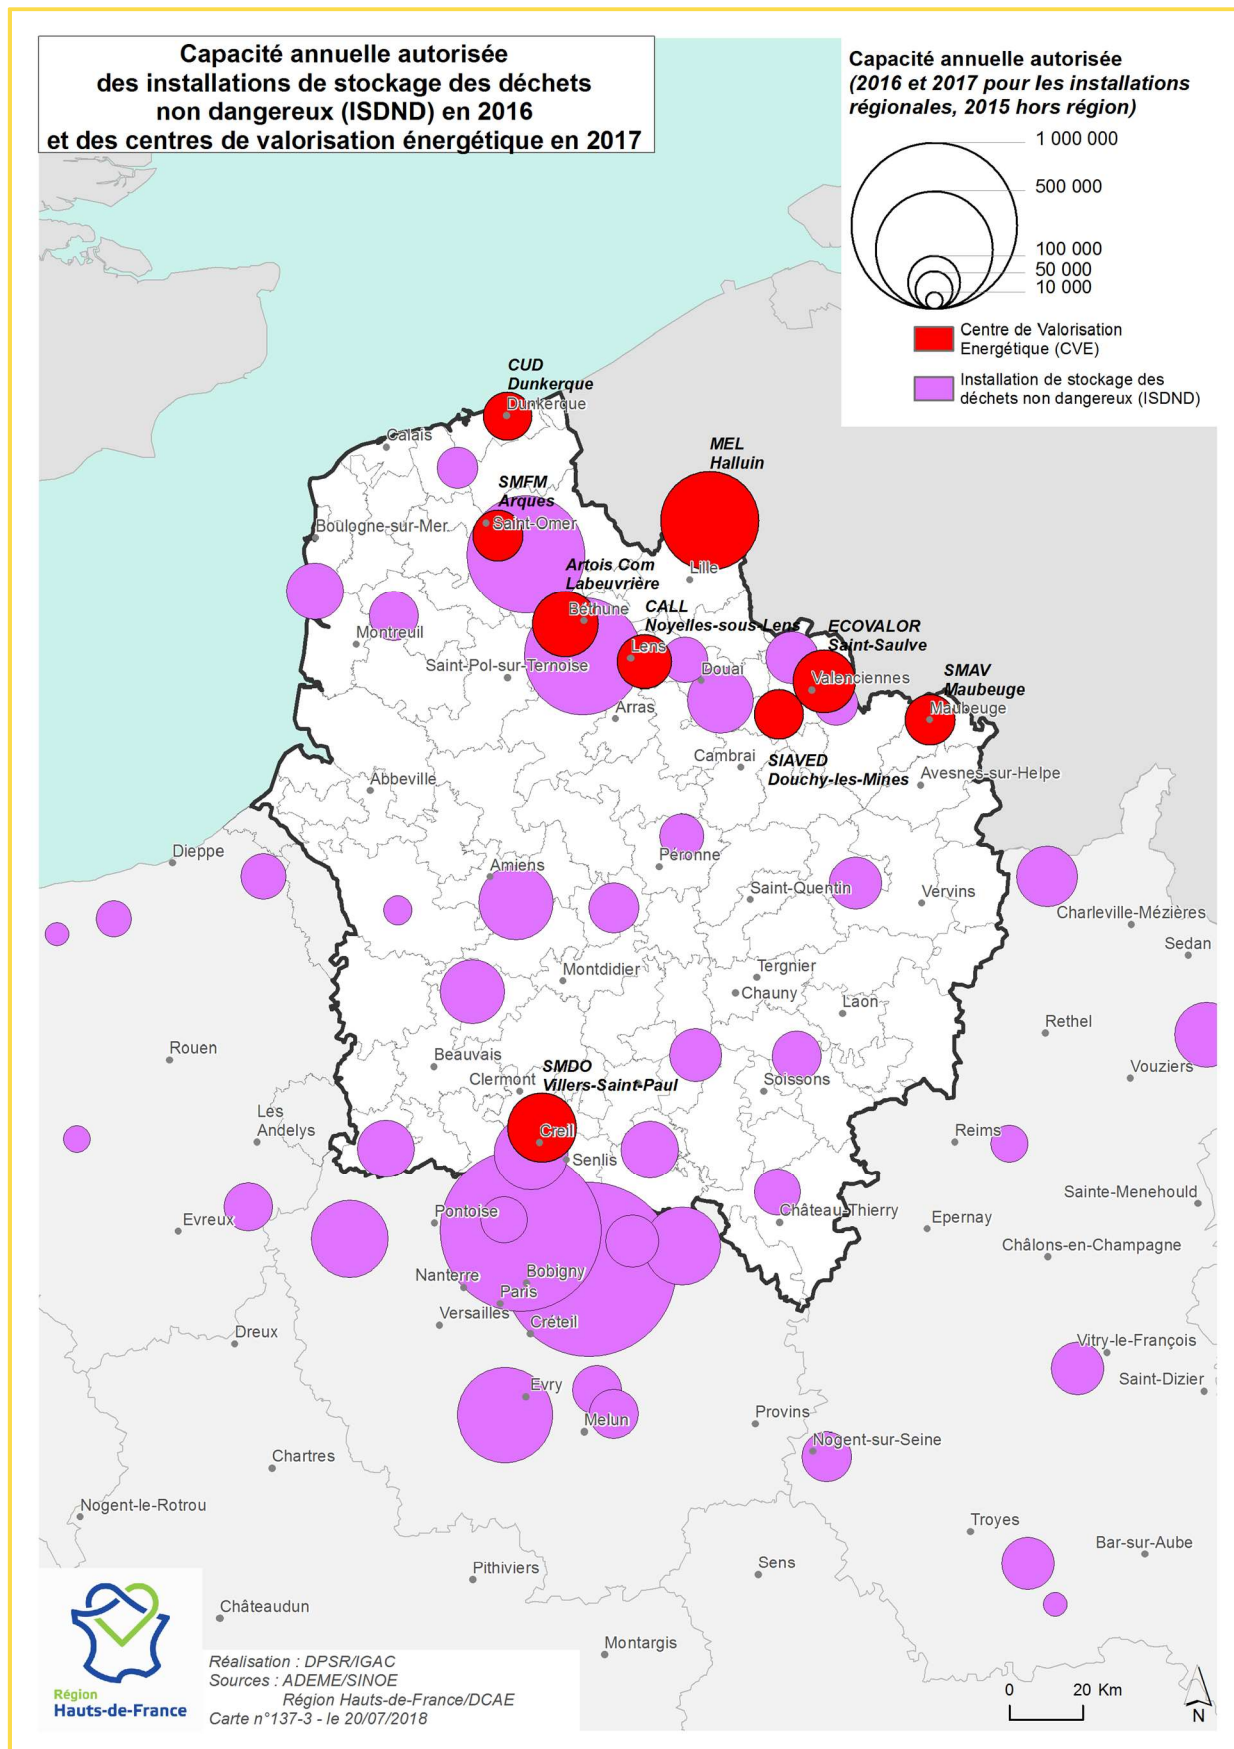 Capacité annuelle autorisée
des installations de stockage des déchets
non dangereux (ISDND) en 2016
et des centres de valorisation énergétique en 2017
Capacité annuelle autorisée
(2016 et 2017 pour les installations
régionales, 2015 hors région)
1 000 000
500 000
100 000
50 000
10 000
Centre de Valorisation
Energétique (CVE)
Installation de stockage des
déchets non dangereux (ISDND)
CUD
Dunkerque
Dunkerque
Calais
MEL
Halluin
SMFM
Arques
Saint-Omer
Boulogne-sur-Mer
Lille
Artois Com
Labeuvrière
Béthune
CALL
Noyelles-sous-Lens
ECOVALOR
Saint-Saulve
Montreuil
Lens
Saint-Pol-sur-Ternoise
Douai
Valenciennes
SMAV
Maubeuge
Maubeuge
Arras
Cambrai
SIAVED
Douchy-les-Mines
Avesnes-sur-Helpe
Abbeville
Dieppe
Péronne
Amiens
Saint-Quentin
Vervins
Charleville-Mézières
Sedan
Montdidier
Tergnier
Chauny
Laon
Rethel
Rouen
Beauvais
SMDO
Villers-Saint-Paul
Clermont
Soissons
Vouziers
Les
Andelys
Creil
Senlis
Reims
Sainte-Menehould
Pontoise
Château-Thierry
Epernay
Evreux
Châlons-en-Champagne
Nanterre
Bobigny
Paris
Versailles
Créteil
Dreux
Vitry-le-François
Saint-Dizier
Evry
Melun
Provins
Nogent-sur-Seine
Chartres
Nogent-le-Rotrou
Troyes
Bar-sur-Aube
Pithiviers
Sens
Châteaudun
Montargis
Région
Hauts-de-France
Réalisation : DPSR/IGAC
Sources : ADEME/SINOE
Région Hauts-de-France/DCAE
Carte n°137-3 - le 20/07/2018
0 20 Km
N